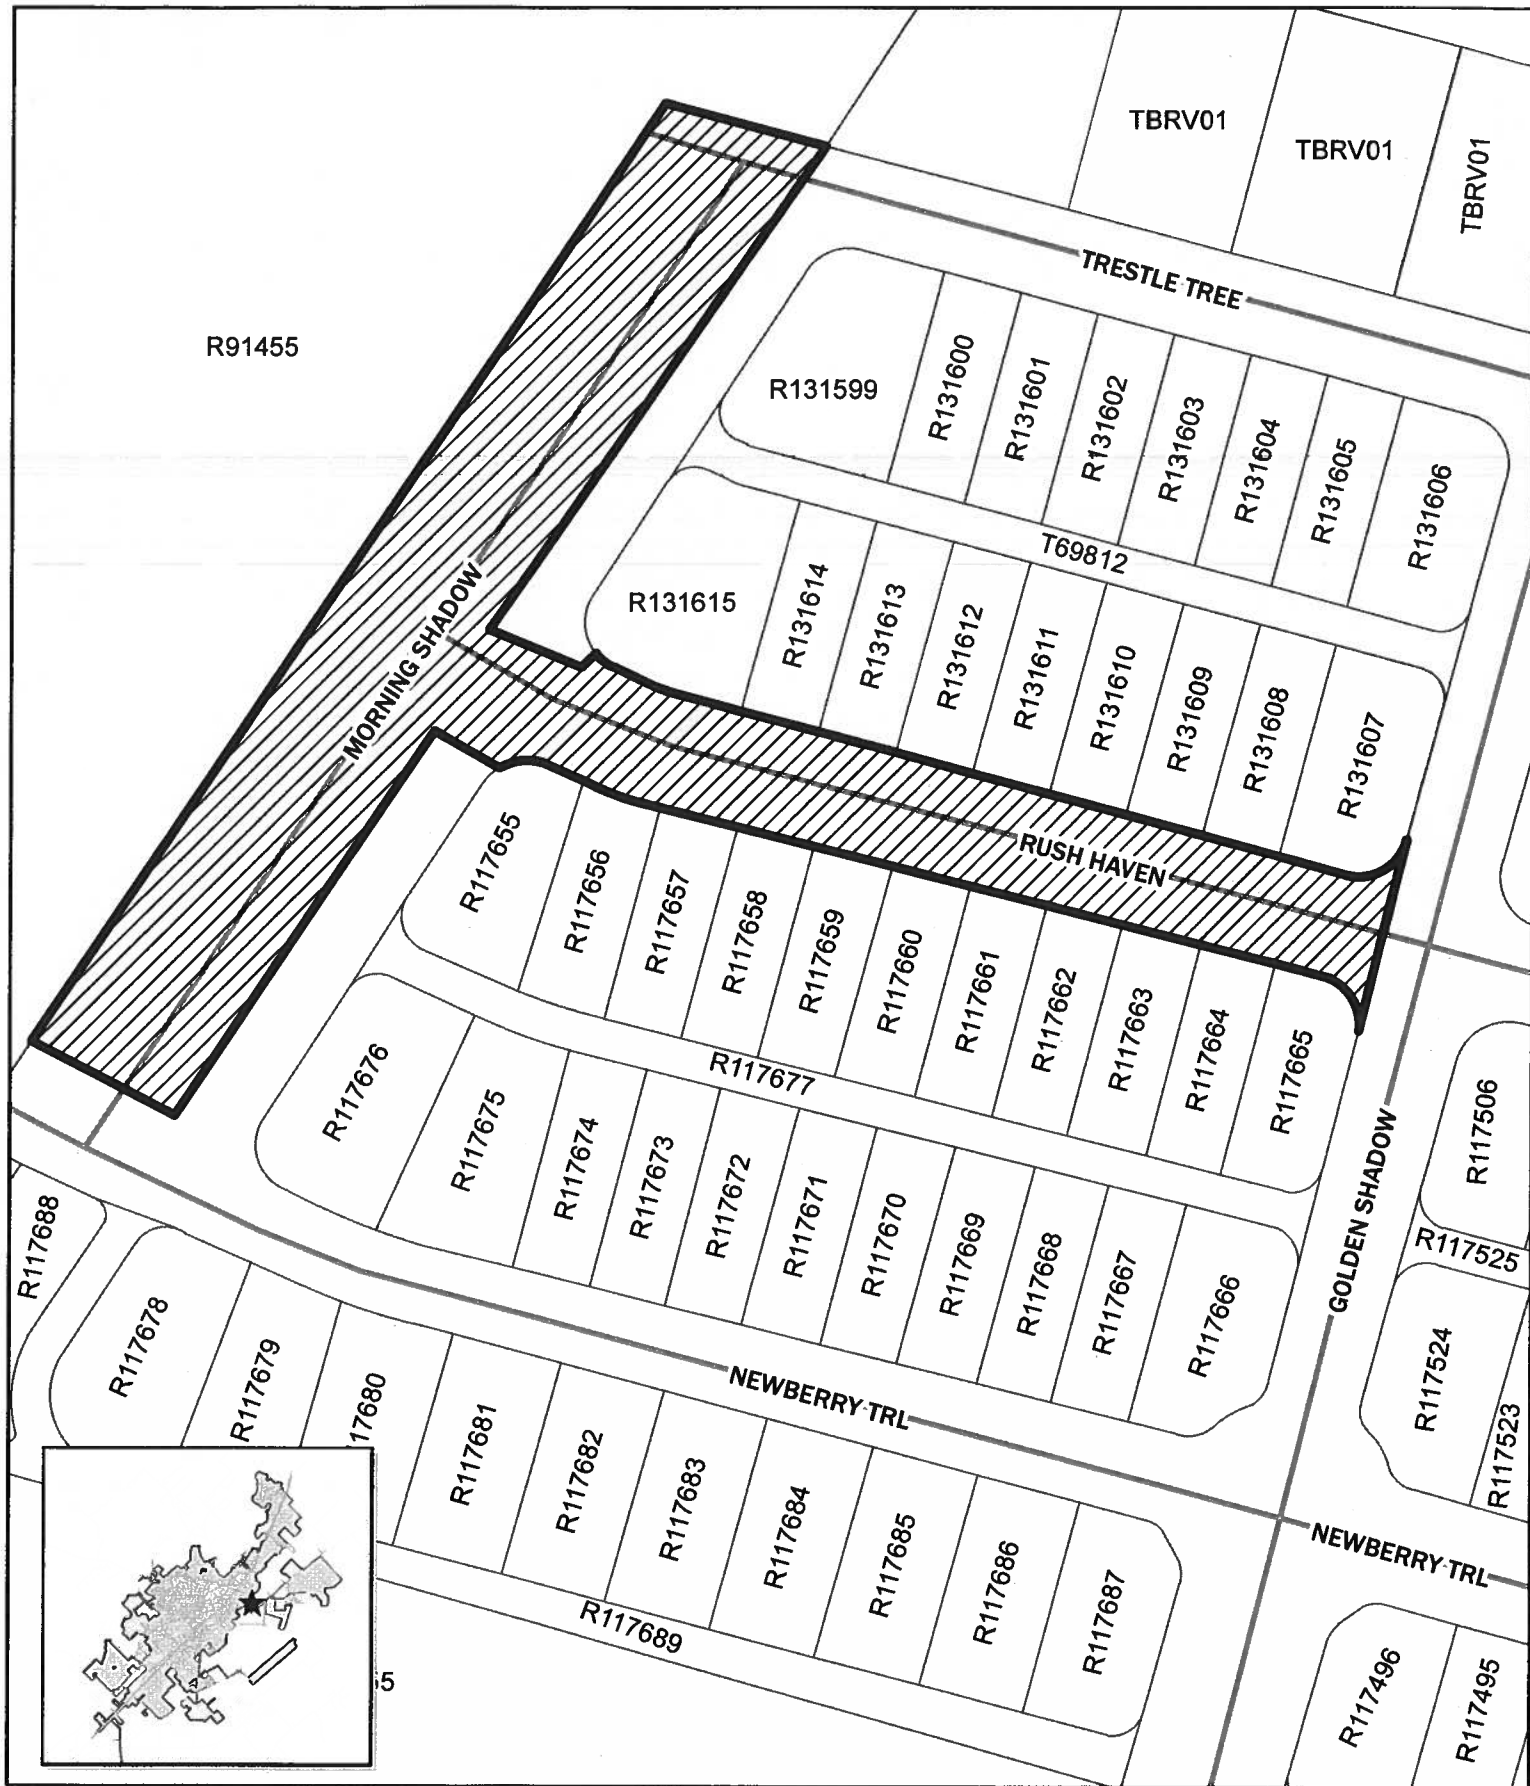 TBRV01
TBRV01
TBRV01
TRESTLE TREE
R91455
R131599
R131600
R131601
R131602
R131603
R131604
R131605
R131606
T69812
R131615
R131614
R131613
R131612
R131611
R131610
R131609
R131608
R131607
MORNING SHADOW
RUSH HAVEN
R117655
R117656
R117657
R117658
R117659
R117660
R117661
R117662
R117663
R117664
R117665
R117677
R117676
R117675
R117674
R117673
R117672
R117671
R117670
R117669
R117668
R117667
R117666
GOLDEN SHADOW
R117506
R117525
R117524
R117523
R117688
R117678
R117679
17680
R117681
R117682
R117683
R117684
R117685
R117686
R117687
NEWBERRY TRL
NEWBERRY TRL
R117689
R117496
R117495
55